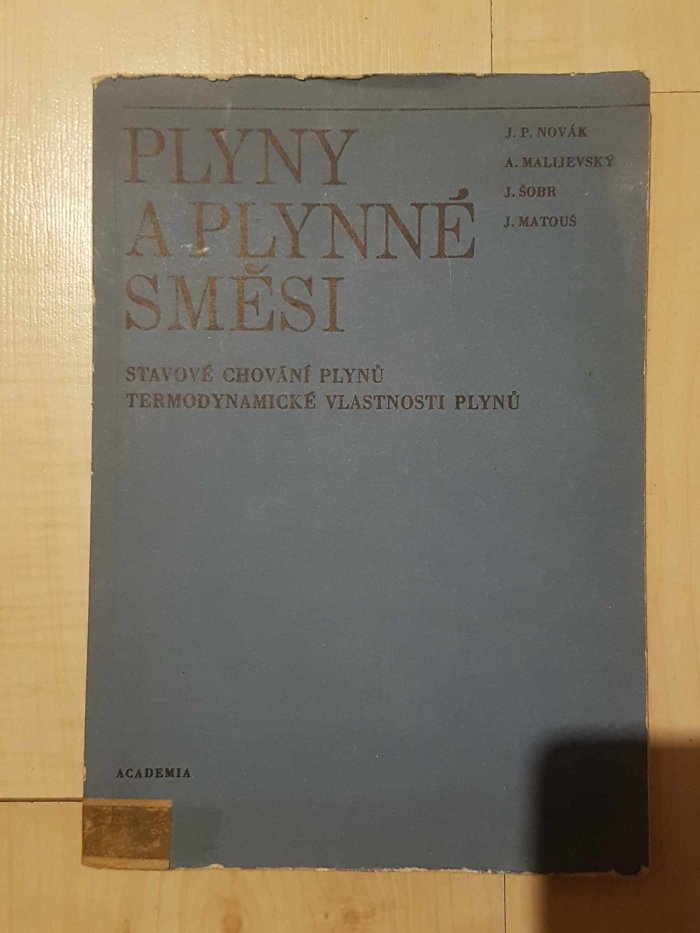 PLYNY
A PLYNNÉ
SMĚSI
J. P. NOVÁK
A. MALIJEVSKÝ
J. ŠOBR
J. MATOUŠ
STAVOVÉ CHOVÁNÍ PLYNŮ
TERMODYNAMICKÉ VLASTNOSTI PLYNŮ
ACADEMIA